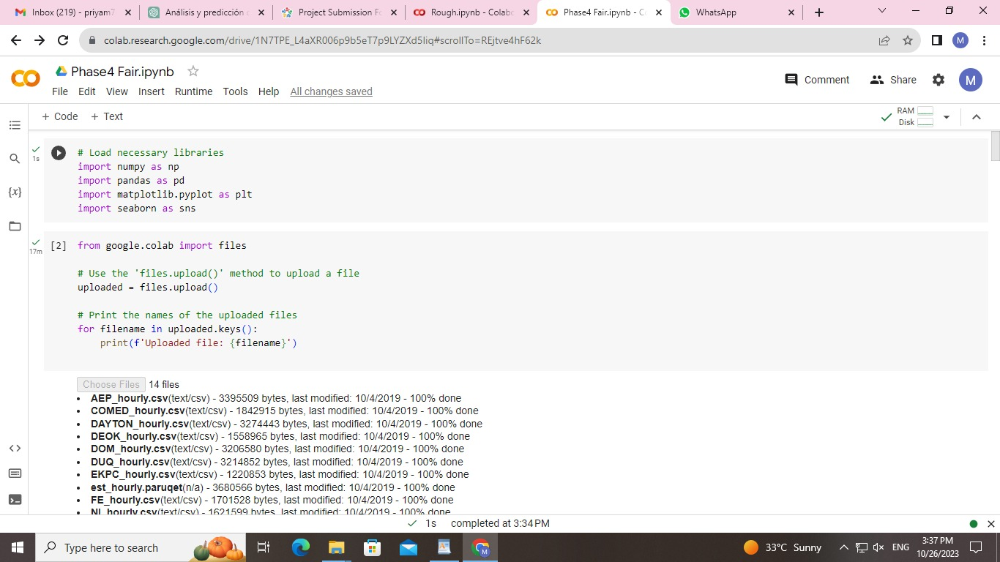 Inbox (219) - priyam7
Análisis y predicción
Project Submission Fo
Rough.ipynb - Colabo
Phase4 Fair.ipynb - C
WhatsApp
colab.research.google.com/drive/1N7TPE_L4aXR006p9b5eT7p9LYZXd5liq#scrollTo=REjtve4hF62k
M
CO
Phase4 Fair.ipynb
File Edit View Insert Runtime Tools Help All changes saved
Comment
Share
M
+ Code + Text
RAM
Disk
{x}
1s
# Load necessary libraries
import numpy as np
import pandas as pd
import matplotlib.pyplot as plt
import seaborn as sns
17m
[2] from google.colab import files
# Use the 'files.upload()' method to upload a file
uploaded = files.upload()
# Print the names of the uploaded files
for filename in uploaded.keys():
print(f'Uploaded file: {filename}')
Choose Files 14 files
• AEP_hourly.csv(text/csv) - 3395509 bytes, last modified: 10/4/2019 - 100% done
• COMED_hourly.csv(text/csv) - 1842915 bytes, last modified: 10/4/2019 - 100% done
• DAYTON_hourly.csv(text/csv) - 3274443 bytes, last modified: 10/4/2019 - 100% done
• DEOK_hourly.csv(text/csv) - 1558965 bytes, last modified: 10/4/2019 - 100% done
• DOM_hourly.csv(text/csv) - 3206580 bytes, last modified: 10/4/2019 - 100% done
• DUQ_hourly.csv(text/csv) - 3214852 bytes, last modified: 10/4/2019 - 100% done
• EKPC_hourly.csv(text/csv) - 1220853 bytes, last modified: 10/4/2019 - 100% done
• est_hourly.paruqet(n/a) - 3680566 bytes, last modified: 10/4/2019 - 100% done
• FE_hourly.csv(text/csv) - 1701528 bytes, last modified: 10/4/2019 - 100% done
• NI_hourly.csv(text/csv) - 1621599 bytes, last modified: 10/4/2019 - 100% done
1s completed at 3:34 PM
Type here to search
M
33°C Sunny
ENG
3:37 PM
10/26/2023